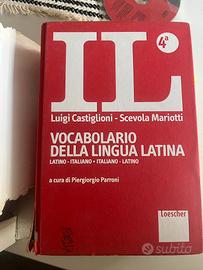 IL
4ª
Luigi Castiglioni - Scevola Mariotti
VOCABOLARIO
DELLA LINGUA LATINA
LATINO - ITALIANO • ITALIANO - LATINO
a cura di Piergiorgio Parroni
Loescher
subito